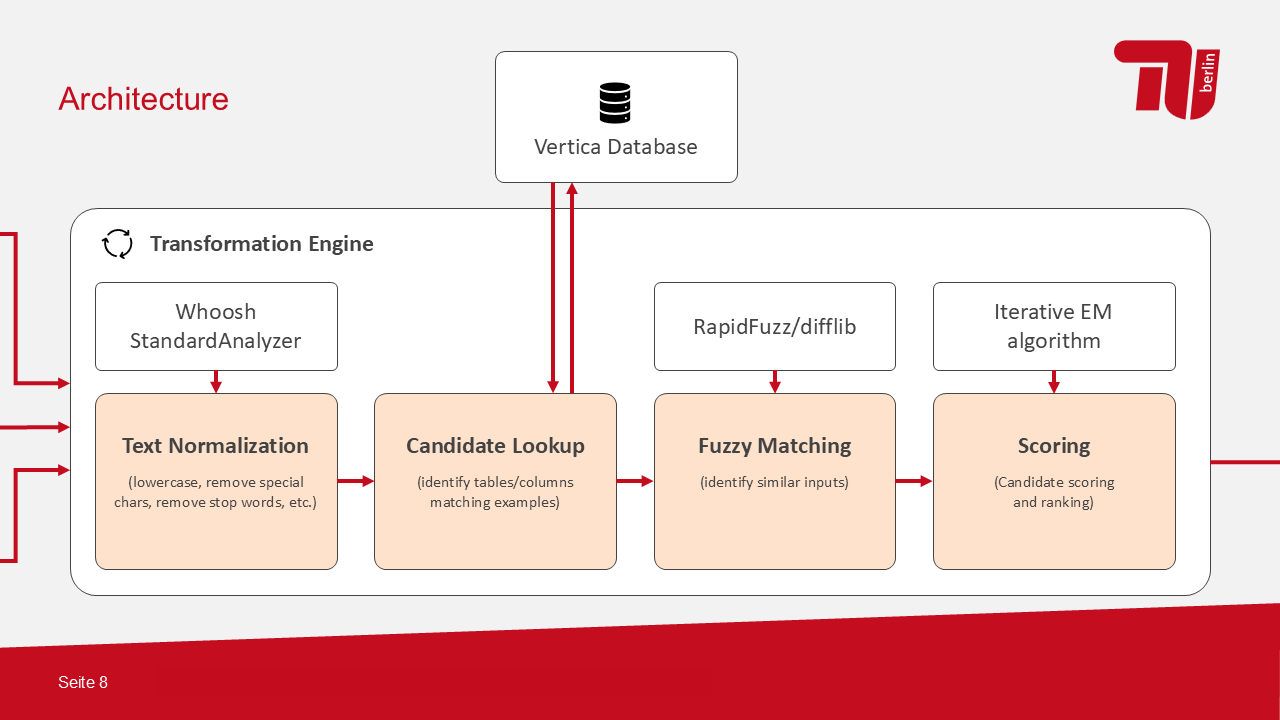 Architecture
berlin
Vertica Database
Transformation Engine
Whoosh
StandardAnalyzer
RapidFuzz/difflib
Iterative EM
algorithm
Text Normalization
(lowercase, remove special
chars, remove stop words, etc.)
Candidate Lookup
(identify tables/columns
matching examples)
Fuzzy Matching
(identify similar inputs)
Scoring
(Candidate scoring
and ranking)
Seite 8